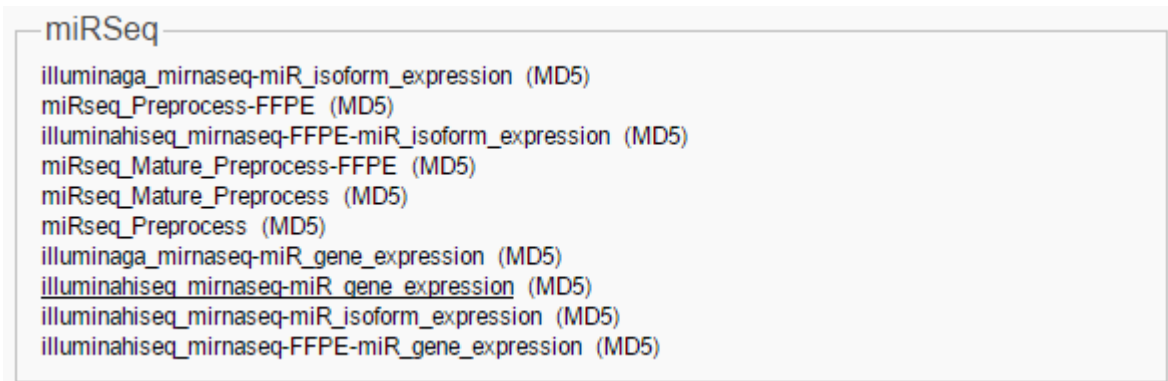 miRSeq
illuminaga_mirnaseq-miR_isoform_expression (MD5)
miRseq_Preprocess-FFPE (MD5)
illuminahiseq_mirnaseq-FFPE-miR_isoform_expression (MD5)
miRseq_Mature_Preprocess-FFPE (MD5)
miRseq_Mature_Preprocess (MD5)
miRseq_Preprocess (MD5)
illuminaga_mirnaseq-miR_gene_expression (MD5)
illuminahiseq_mirnaseq-miR_gene_expression (MD5)
illuminahiseq_mirnaseq-miR_isoform_expression (MD5)
illuminahiseq_mirnaseq-FFPE-miR_gene_expression (MD5)